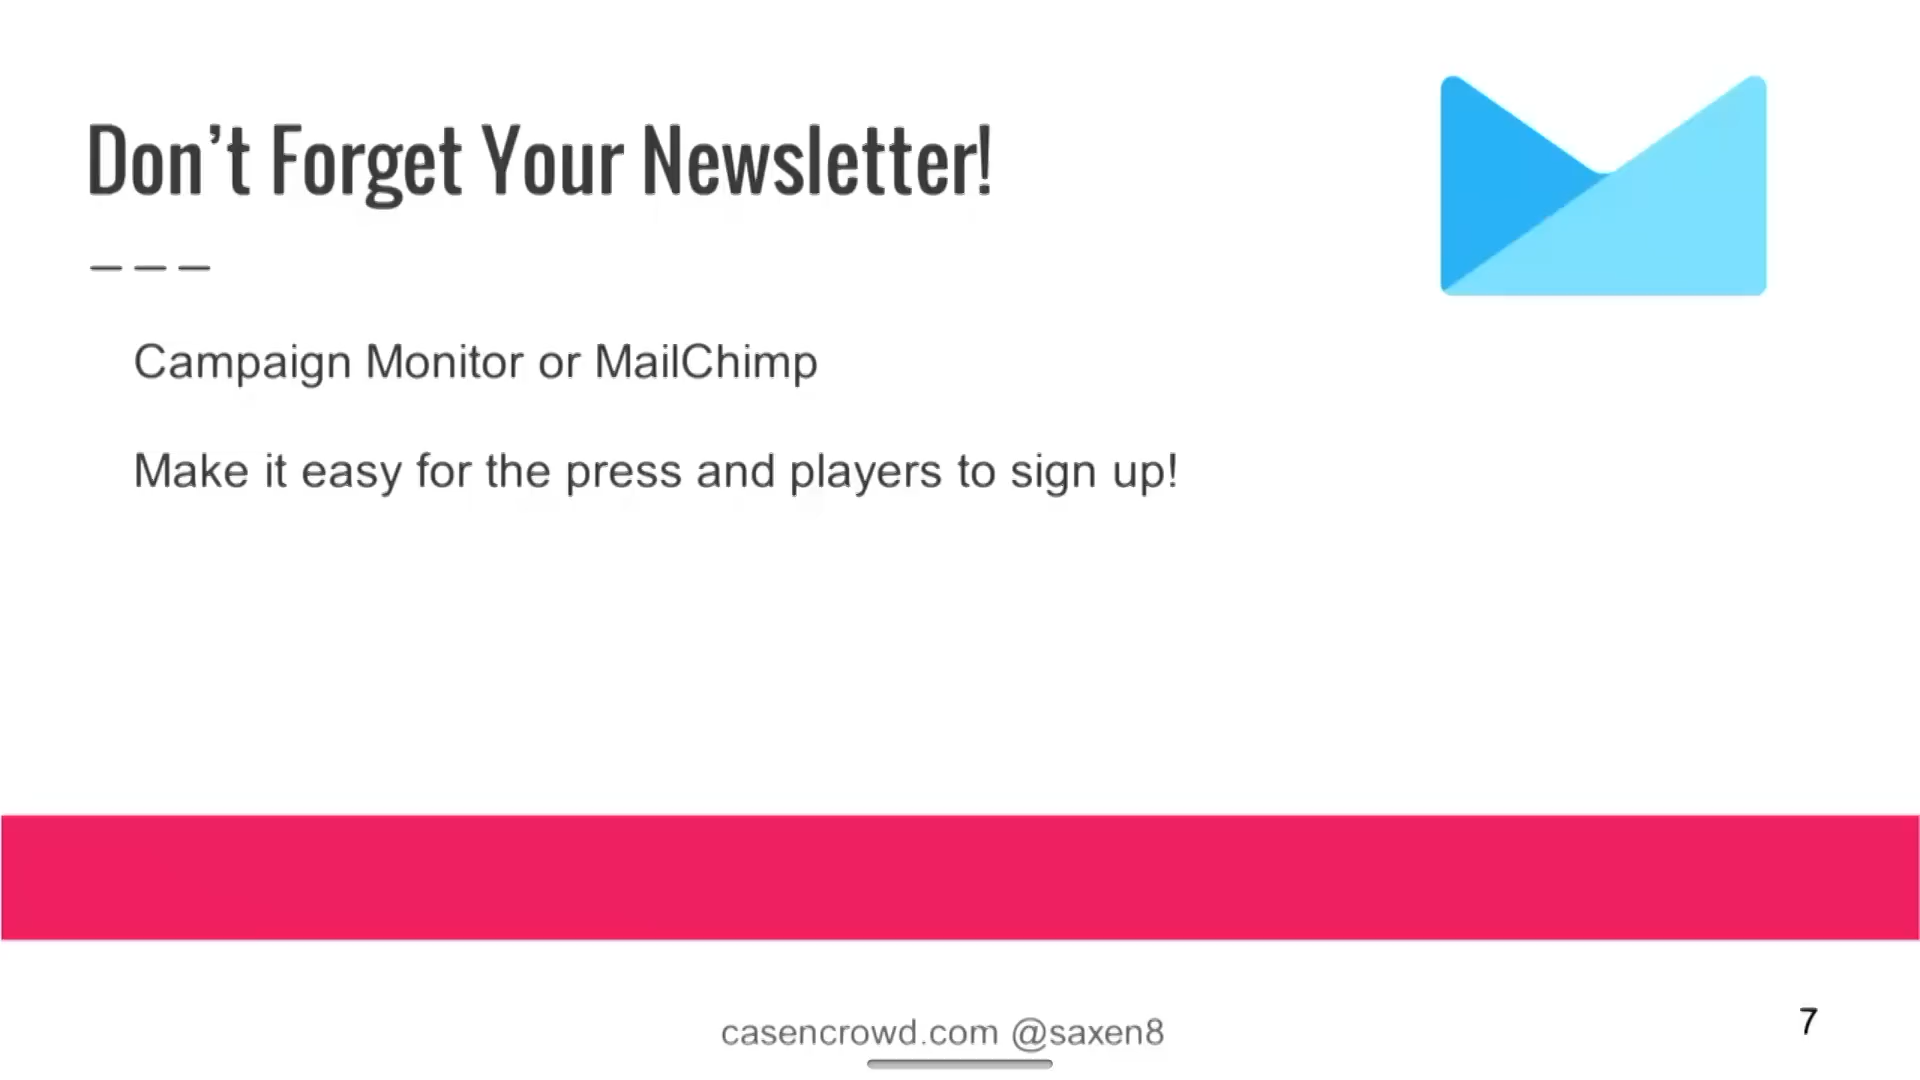 Don’t Forget Your Newsletter!
Campaign Monitor or MailChimp
Make it easy for the press and players to sign up!
casencrowd.com @saxen8
7